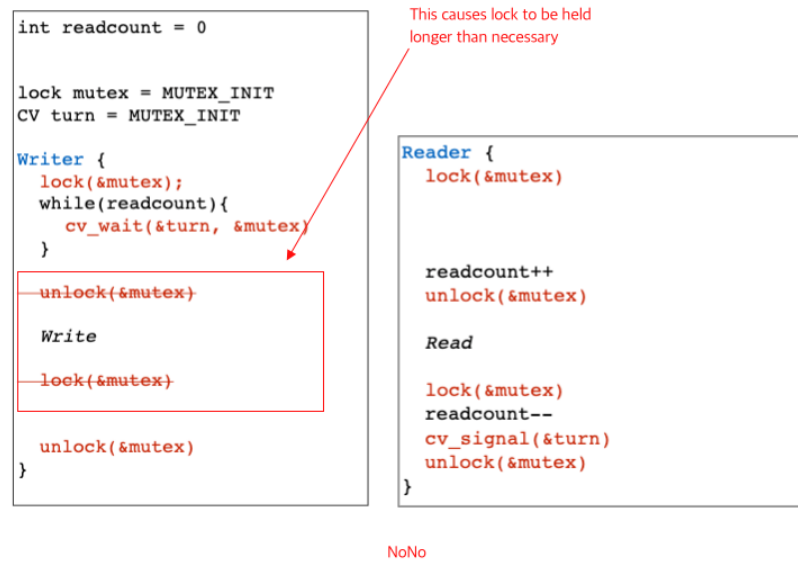 This causes lock to be held
longer than necessary
int readcount = 0
lock mutex = MUTEX_INIT
CV turn = MUTEX_INIT
Writer {
lock(&mutex);
while(readcount){
cv_wait(&turn, &mutex)
}
unlock(&mutex)
Write
lock(&mutex)
unlock(&mutex)
}
Reader {
lock(&mutex)
readcount++
unlock(&mutex)
Read
lock(&mutex)
readcount--
cv_signal(&turn)
unlock(&mutex)
}
NoNo